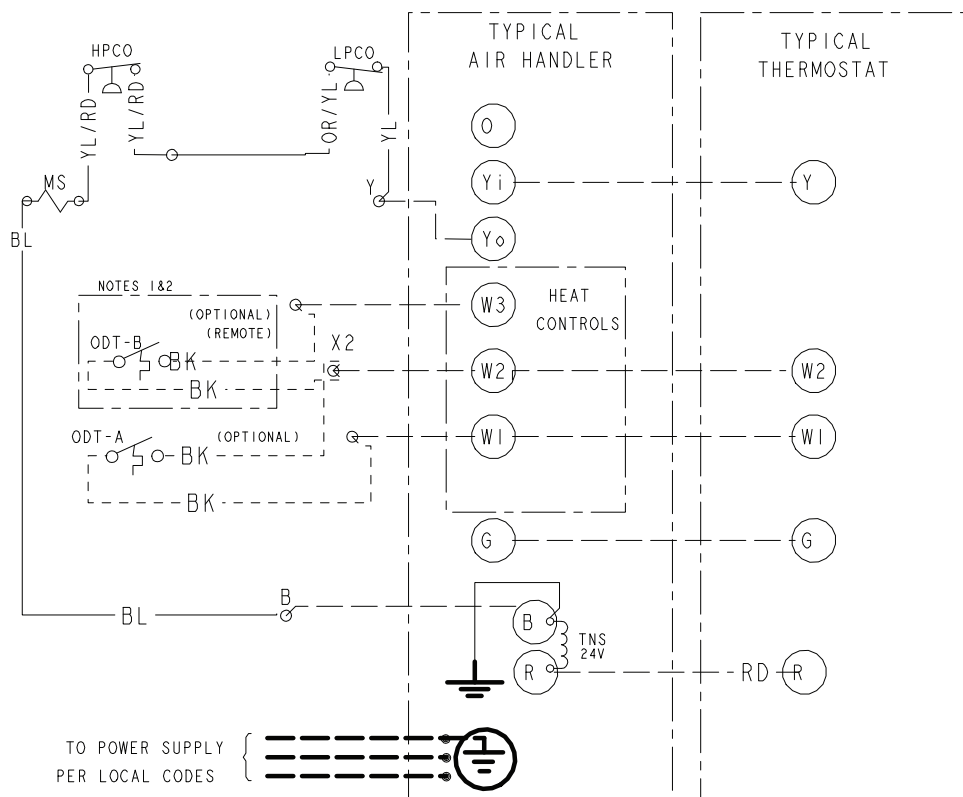 TYPICAL
AIR HANDLER
TYPICAL
THERMOSTAT
HPCO
LPCO
YL/RD
YL/RD
OR/YL
YL
O
MS
Y
Yi
Y
BL
Yo
NOTES 1&2
(OPTIONAL)
(REMOTE)
W3
HEAT
CONTROLS
ODT-B
BK
X2
BK
W2
W2
ODT-A
(OPTIONAL)
BK
W1
W1
BK
G
G
B
BL
B
TNS
24V
R
RD
R
TO POWER SUPPLY
PER LOCAL CODES